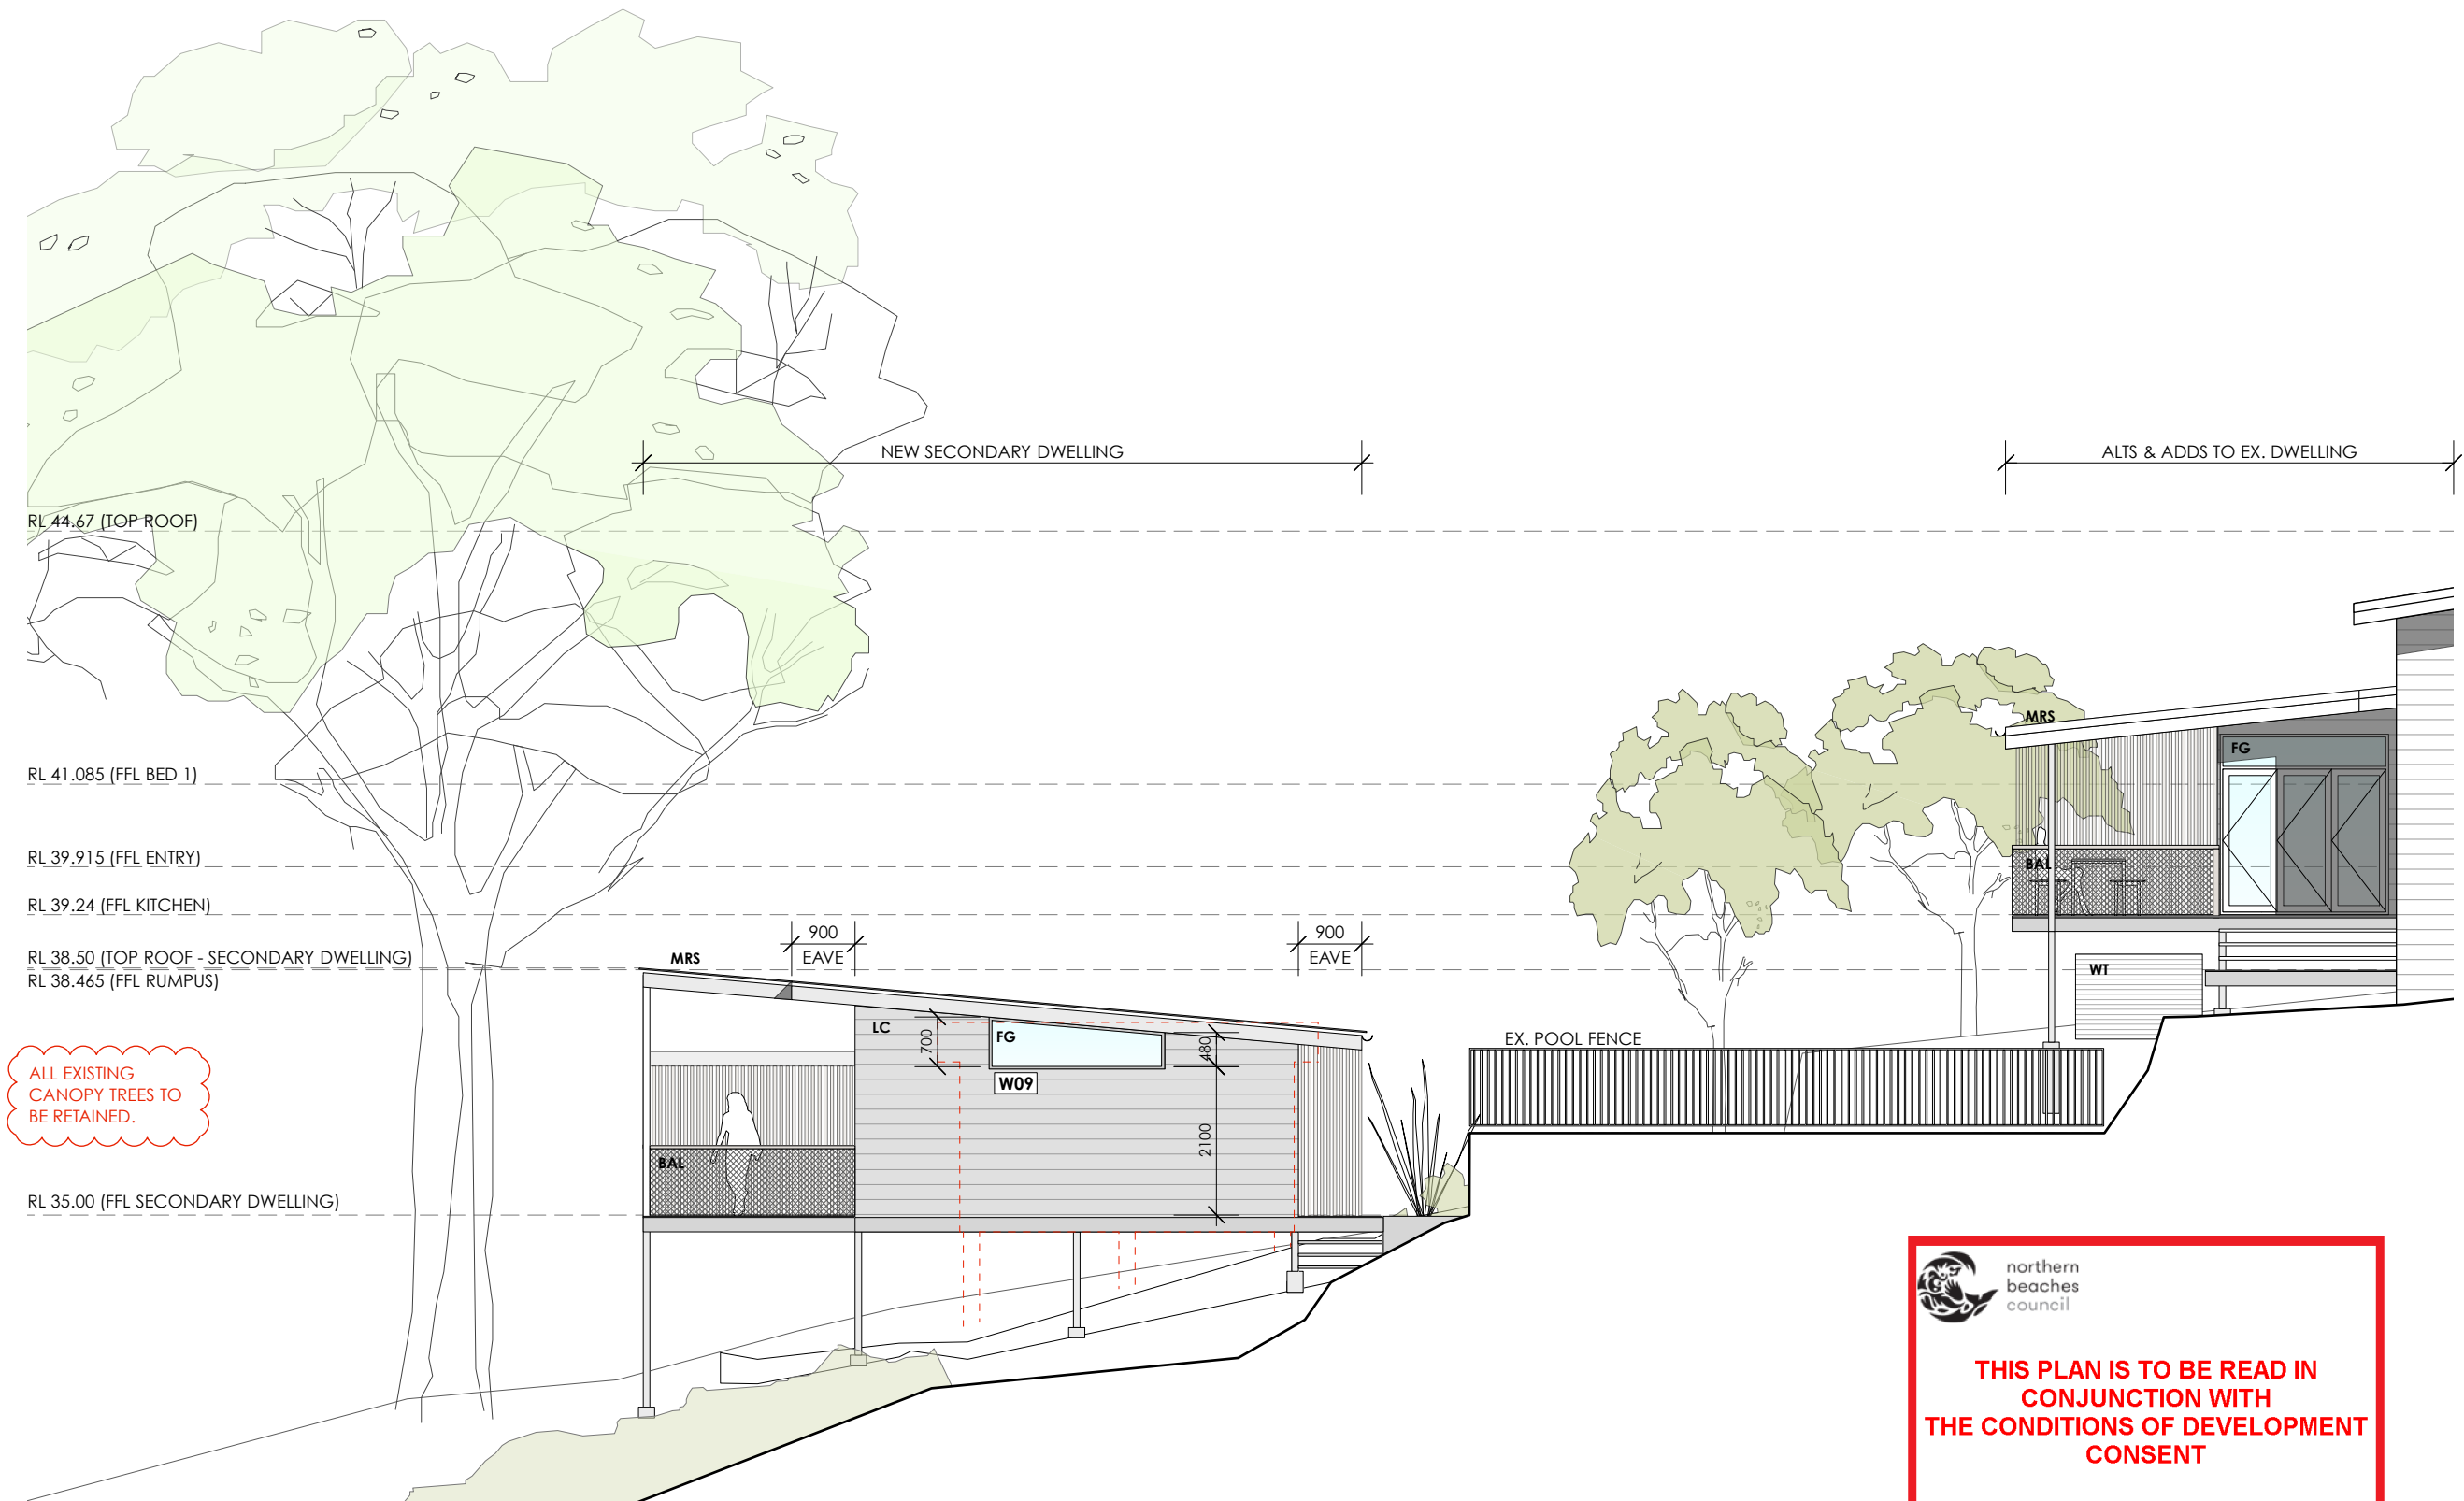 NEW SECONDARY DWELLING
ALTS & ADDS TO EX. DWELLING
RL 44.67 (TOP ROOF)
MRS
FG
RL 41.085 (FFL BED 1)
RL 39.915 (FFL ENTRY)
BAL
RL 39.24 (FFL KITCHEN)
900
EAVE
900
EAVE
RL 38.50 (TOP ROOF - SECONDARY DWELLING)
MRS
WT
RL 38.465 (FFL RUMPUS)
LC
700
FG
480
EX. POOL FENCE
W09
ALL EXISTING
CANOPY TREES TO
BE RETAINED.
2100
BAL
RL 35.00 (FFL SECONDARY DWELLING)
northern
beaches
council
THIS PLAN IS TO BE READ IN
CONJUNCTION WITH
THE CONDITIONS OF DEVELOPMENT
CONSENT